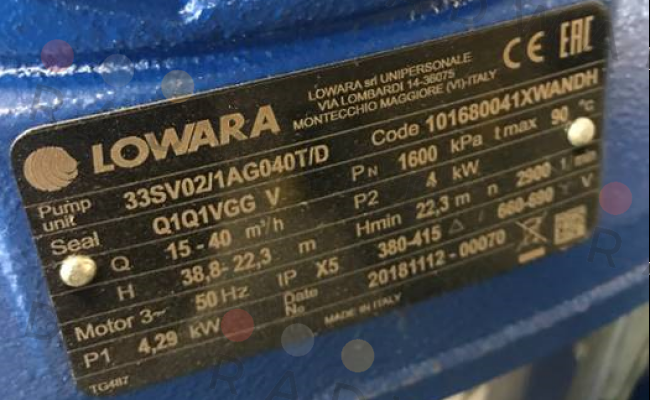 LOWARA
LOWARA srl UNIPERSONALE
VIA LOMBARDI 14-36075
MONTECCHIO MAGGIORE (VI)-ITALY
CE EAC
Pump unit 33SV02/1AG040T/D Code 101680041XWANDH
Seal Q1Q1VGG V PN 1600 kPa t max 90 °C
Q 15 - 40 m³/h P2 4 kW n 2900 1/min
H 38,8- 22,3 m Hmin 22,3 m
Motor 3~ 50 Hz IP X5 380-415 △ / 660-690 Y V
P1 4,29 kW Date No 20181112 - 00070
TG487 MADE IN ITALY